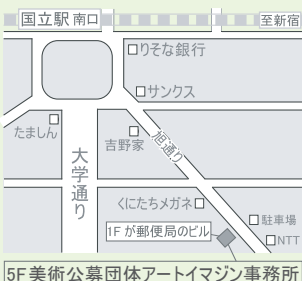 国立駅 南口
至新宿
りそな銀行
サンクス
たましん
吉野家
旭通り
大学通り
くにたちメガネ
1Fが郵便局のビル
駐車場
NTT
5F美術公募団体アートイマジン事務所